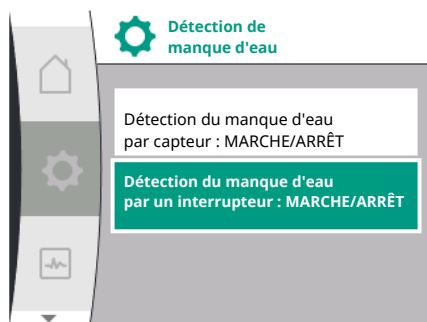 Détection de
manque d'eau
Détection du manque d'eau
par capteur : MARCHE/ARRÊT
Détection du manque d'eau
par un interrupteur : MARCHE/ARRÊT